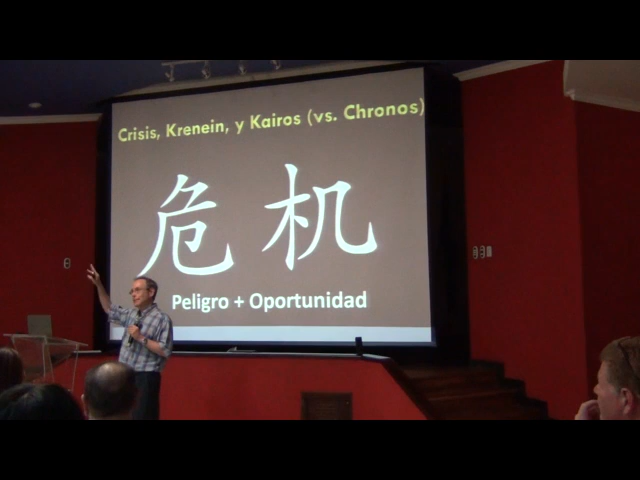 Crisis, Krenein, y Kairos (vs. Chronos)
危机
Peligro + Oportunidad